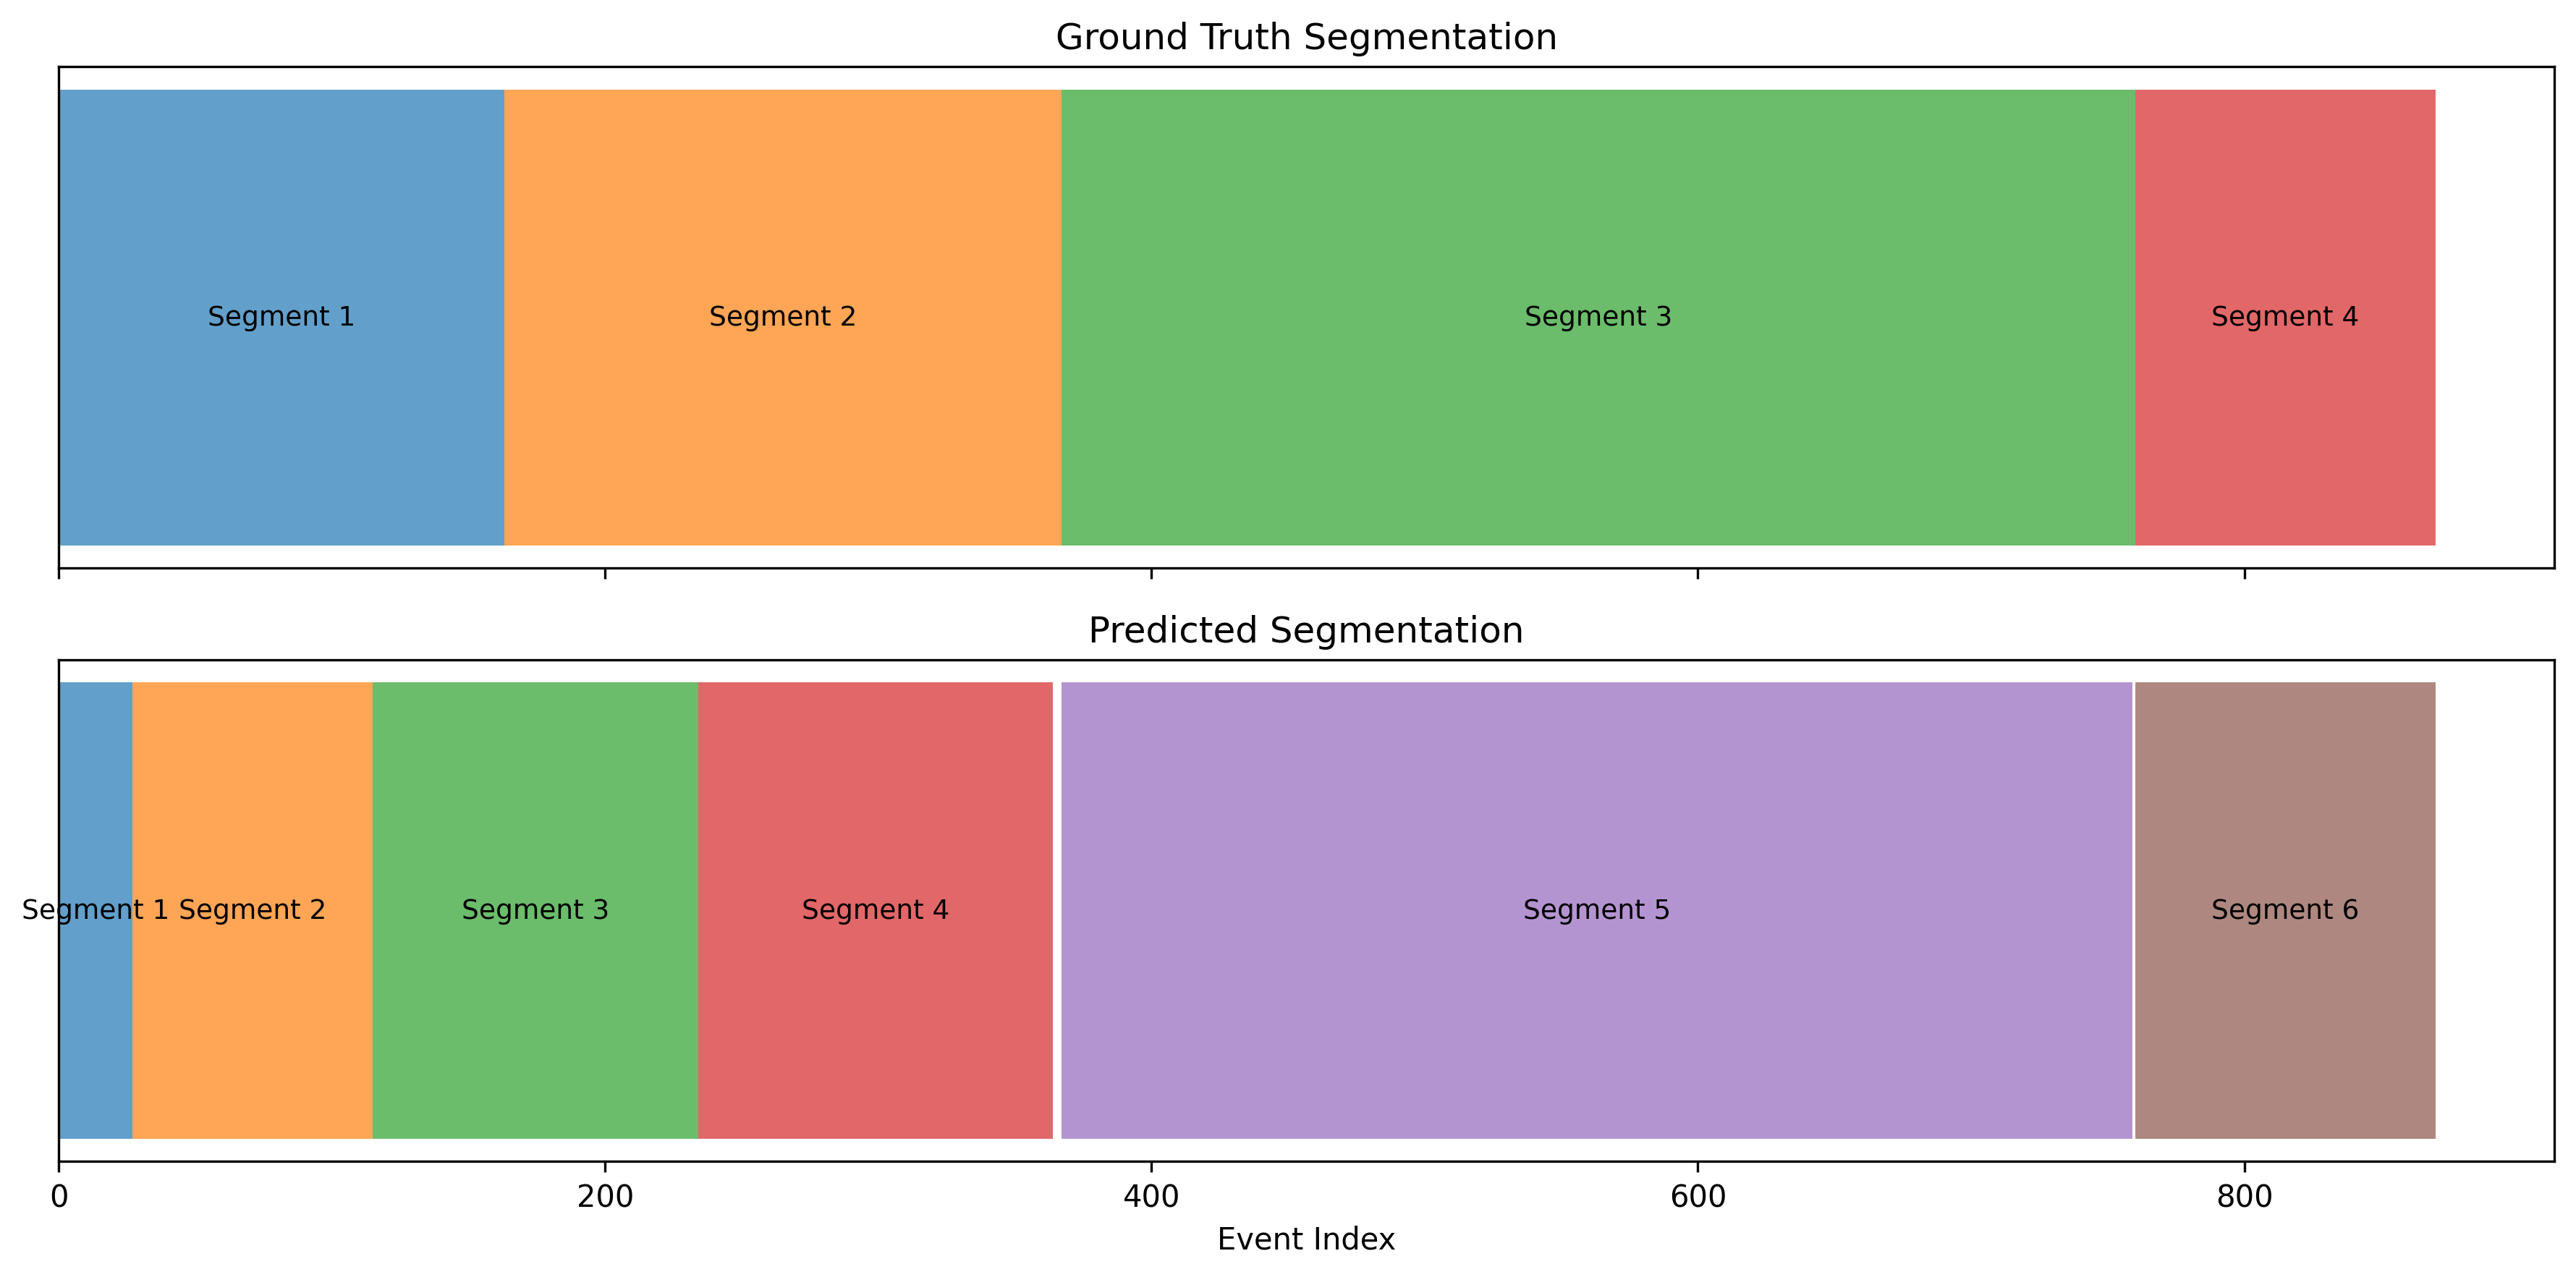 Ground Truth Segmentation
Segment 1 Segment 2 Segment 3 Segment 4
Predicted Segmentation
Segment 1 Segment 2 Segment 3 Segment 4 Segment 5 Segment 6
0 200 400 600 800
Event Index